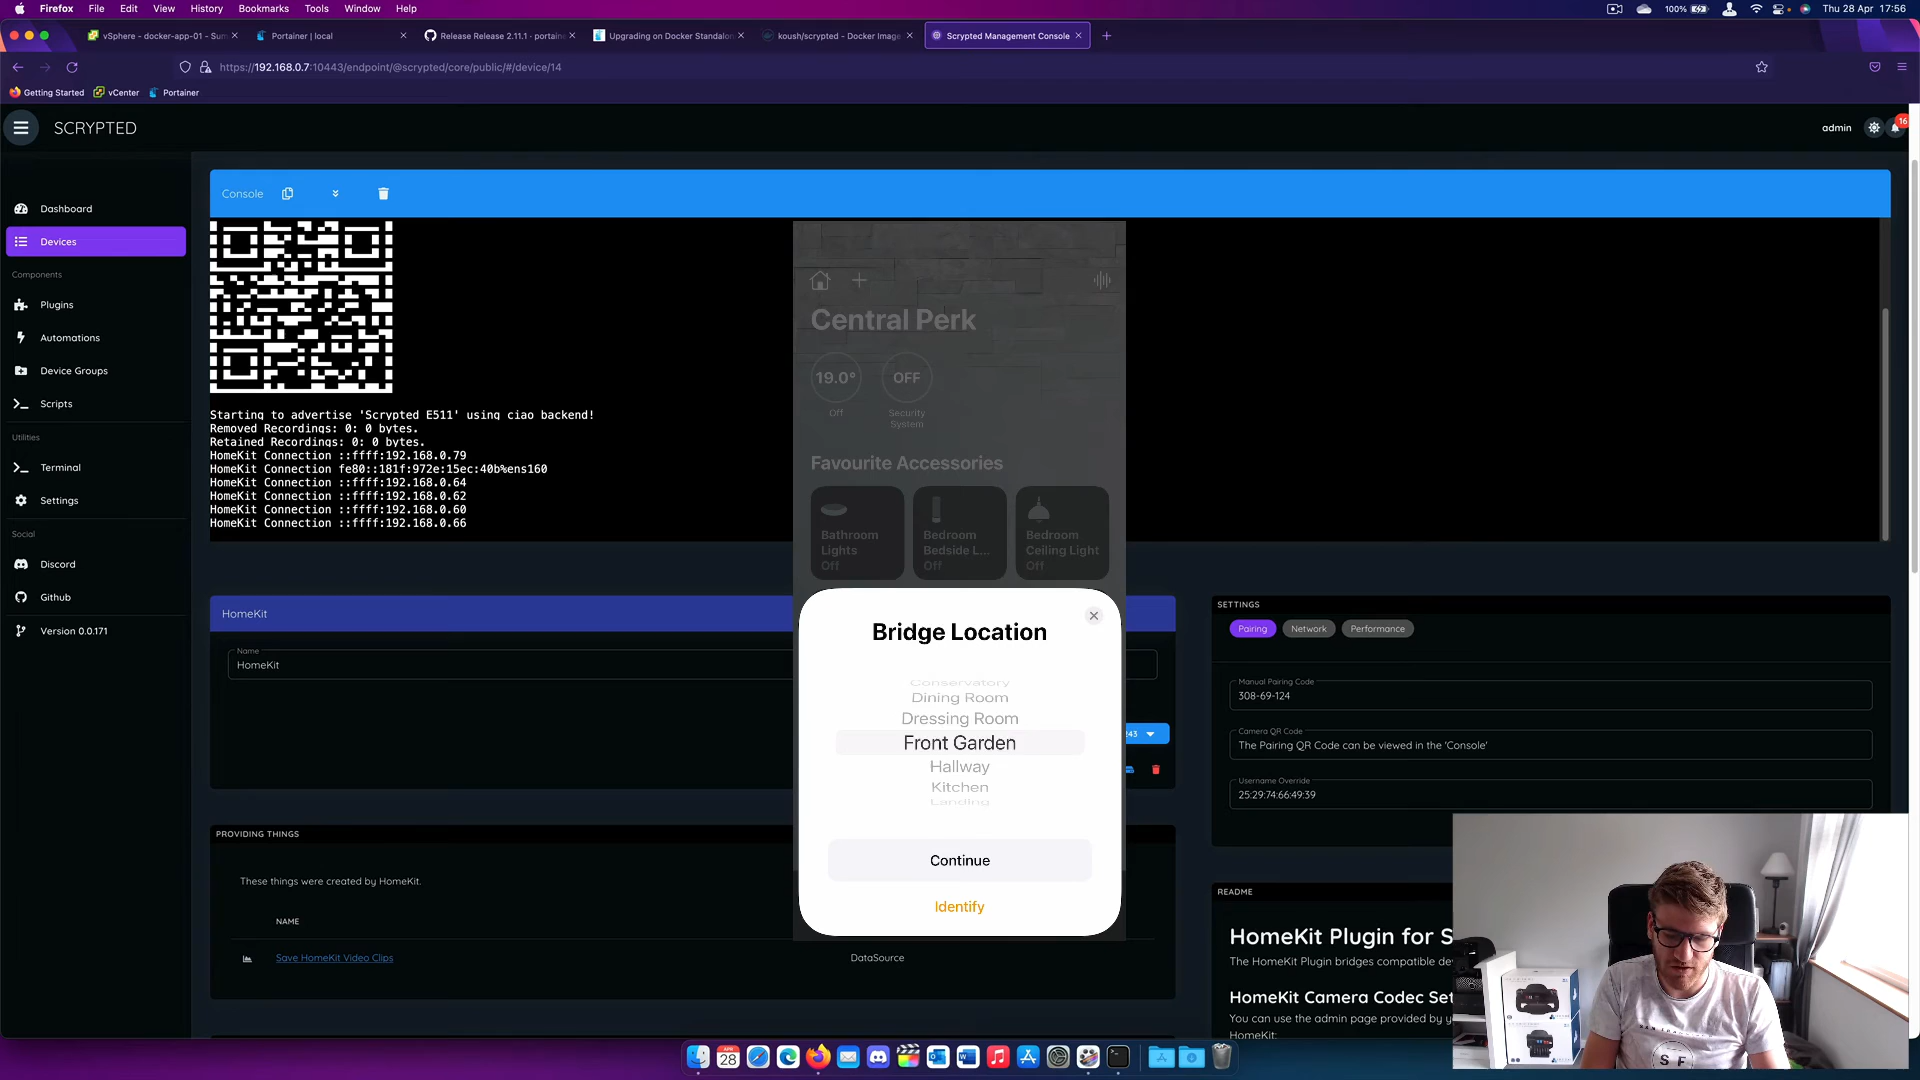 Firefox File Edit View History Bookmarks Tools Window Help 100% Thu 28 Apr 17:56
vSphere - docker-app-01 - Sum
Portainer | local
Release Release 2.11.1 · portain
Upgrading on Docker Standalon
koush/scrypted - Docker Image
Scrypted Management Console
https://192.168.0.7:10443/endpoint/@scrypted/core/public/#/device/14
Getting Started vCenter Portainer
SCRYPTED
admin
16
Dashboard
Devices
Components
Plugins
Automations
Device Groups
Scripts
Utilities
Terminal
Settings
Social
Discord
Github
Version 0.0.171
Console
Starting to advertise 'Scrypted E511' using ciao backend!
Removed Recordings: 0: 0 bytes.
Retained Recordings: 0: 0 bytes.
HomeKit Connection ::ffff:192.168.0.79
HomeKit Connection fe80::181f:972e:15ec:40b%ens160
HomeKit Connection ::ffff:192.168.0.64
HomeKit Connection ::ffff:192.168.0.62
HomeKit Connection ::ffff:192.168.0.60
HomeKit Connection ::ffff:192.168.0.66
Central Perk
19.0°
Off
OFF
Security
System
Favourite Accessories
Bathroom
Lights
Off
Bedroom
Bedside L...
Off
Bedroom
Ceiling Light
Off
Bridge Location
Conservatory
Dining Room
Dressing Room
Front Garden
Hallway
Kitchen
Landing
Continue
Identify
HomeKit
Name
HomeKit
243
PROVIDING THINGS
These things were created by HomeKit.
NAME
Save HomeKit Video Clips
DataSource
SETTINGS
Pairing Network Performance
Manual Pairing Code
308-69-124
Camera QR Code
The Pairing QR Code can be viewed in the 'Console'
Username Override
25:29:74:66:49:39
README
HomeKit Plugin for S
The HomeKit Plugin bridges compatible de
HomeKit Camera Codec Set
You can use the admin page provided by y
HomeKit:
APR
28
SAN FRAN
SF